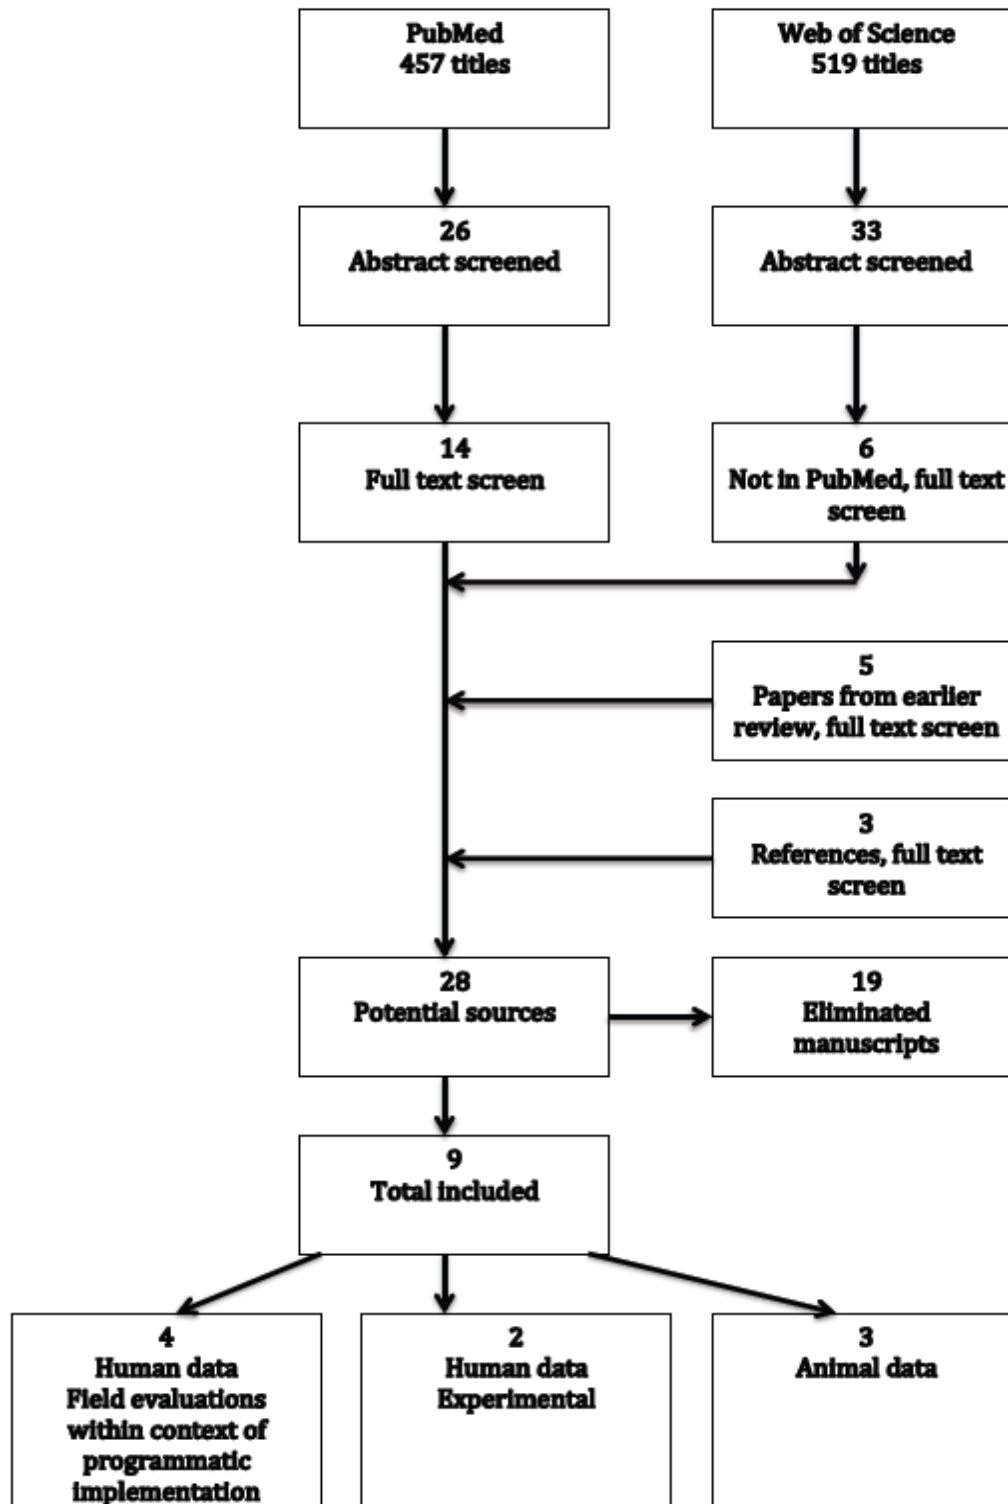 PubMed
457 titles
Web of Science
519 titles
26
Abstract screened
33
Abstract screened
14
Full text screen
6
Not in PubMed, full text
screen
5
Papers from earlier
review, full text screen
3
References, full text
screen
28
Potential sources
19
Eliminated
manuscripts
9
Total included
4
Human data
Field evaluations
within context of
programmatic
implementation
2
Human data
Experimental
3
Animal data